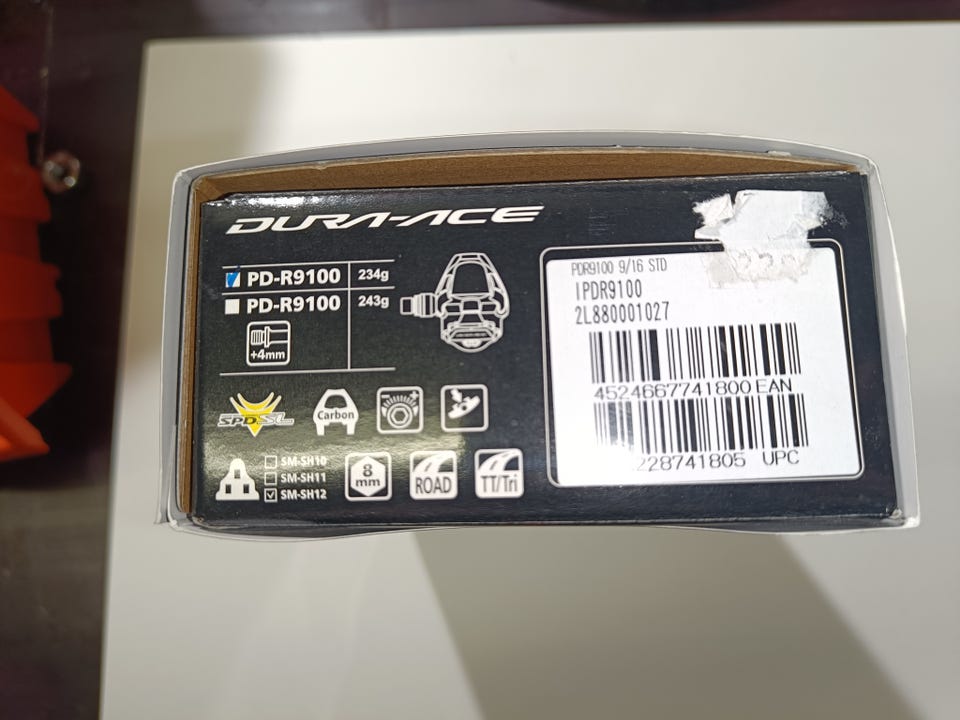 DURA-ACE
PD-R9100 234g
PD-R9100 243g
+4mm
SPD-SL
Carbon
SM-SH10
SM-SH11
SM-SH12
8
mm
ROAD
TT/Tri
PDR9100 9/16 STD
IPDR9100
2L880001027
4524667741800 EAN
228741805 UPC